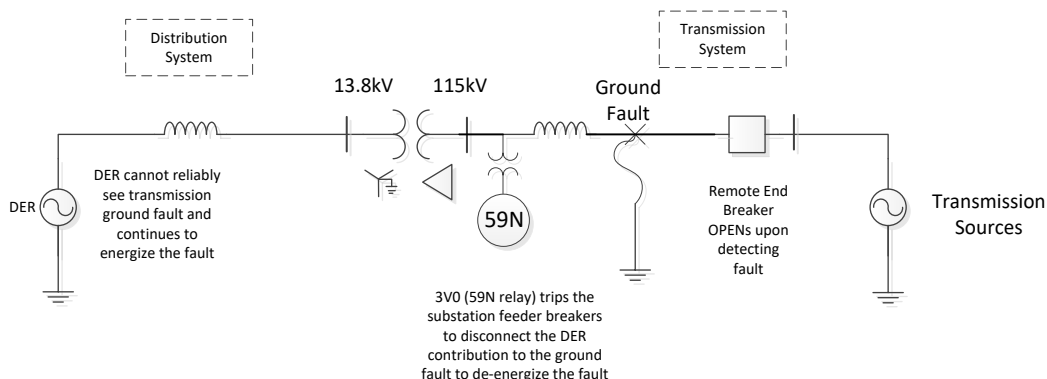 Distribution
System
Transmission
System
13.8kV
115kV
Ground
Fault
DER
DER cannot reliably
see transmission
ground fault and
continues to
energize the fault
59N
Remote End
Breaker
OPENs upon
detecting
fault
Transmission
Sources
3V0 (59N relay) trips the
substation feeder breakers
to disconnect the DER
contribution to the ground
fault to de-energize the fault